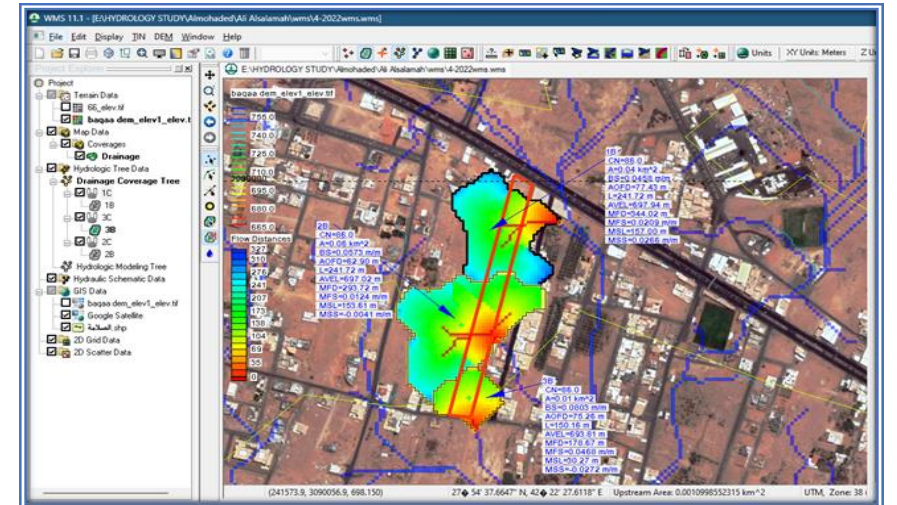 WMS 11.1 - [E:\HYDROLOGY STUDY\Almohaded\Ali Alsalamah\wms\4-2022wms.wms]
File Edit Display TIN DEM Window Help
Units XY Units: Meters
Project Explorer
E:\HYDROLOGY STUDY\Almohaded\Ali Alsalamah\wms\4-2022wms.wms
Project
Terrain Data
66_elev.tif
baqaa dem_elev1_elev.t
Map Data
Coverages
Drainage
Hydrologic Tree Data
Drainage Coverage Tree
1C
1B
3C
3B
2C
2B
Hydrologic Modeling Tree
Hydraulic Schematic Data
GIS Data
baqaa dem_elev1_elev.tif
Google Satellite
السلامة.shp
2D Grid Data
2D Scatter Data
baqaa dem_elev1_elev.tif
755.0
740.0
725.0
710.0
695.0
680.0
665.0
Flow Distances
327
310
276
241
207
173
138
104
69
35
0
1B
CN=86.0
A=0.04 km^2
BS=0.0458 m/m
AOFD=77.43 m
L=241.72 m
AVEL=697.94 m
MFD=344.02 m
MFS=0.0209 m/m
MSL=157.00 m
MSS=0.0266 m/m
2B
CN=86.0
A=0.06 km^2
BS=0.0573 m/m
AOFD=62.90 m
L=241.72 m
AVEL=697.02 m
MFD=293.72 m
MFS=0.0124 m/m
MSL=153.61 m
MSS=-0.0041 m/m
3B
CN=86.0
A=0.01 km^2
BS=0.0803 m/m
AOFD=75.26 m
L=150.16 m
AVEL=693.81 m
MFD=178.67 m
MFS=0.0468 m/m
MSL=30.27 m
MSS=-0.0272 m/m
(241573.9, 3090056.9, 698.150) 27� 54' 37.6647" N, 42� 22' 27.6118" E Upstream Area: 0.0010998552315 km^2 UTM, Zone: 38